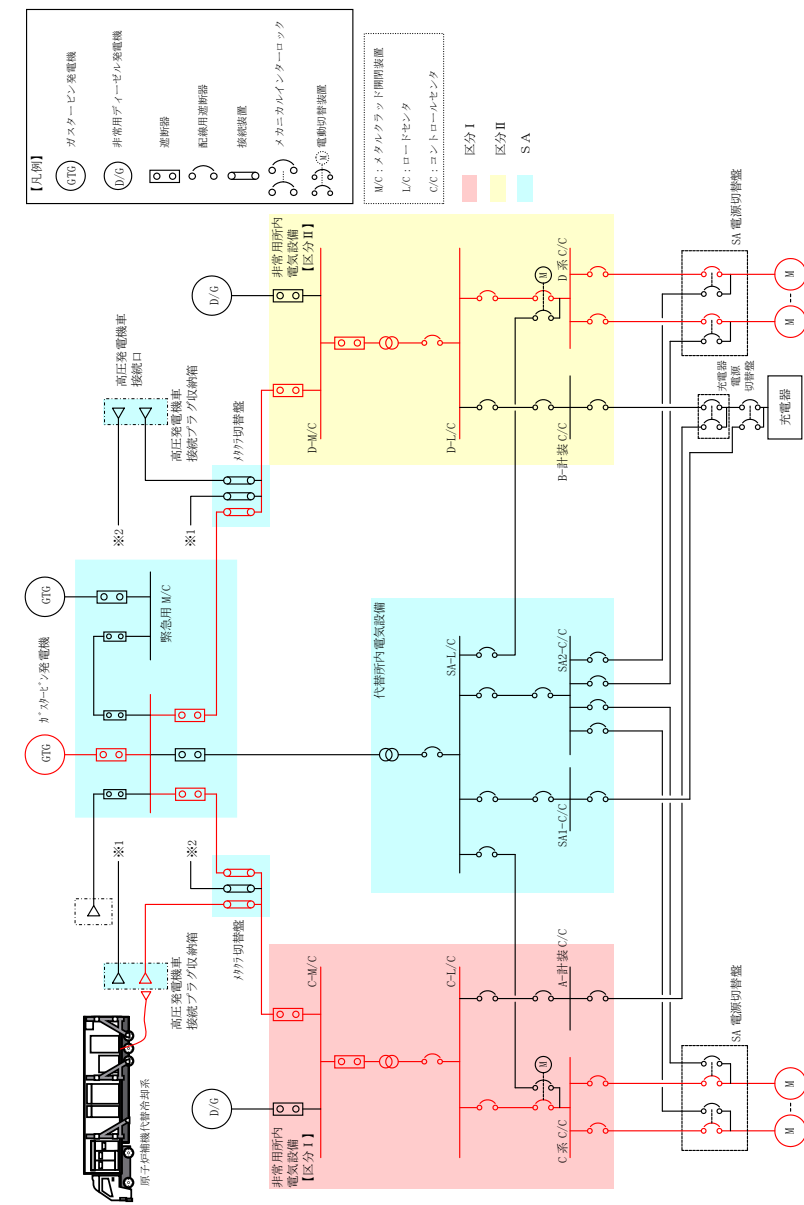 【凡例】
GTG
ガスタービン発電機
D/G
非常用ディーゼル発電機
遮断器
配線用遮断器
接続装置
メカニカルインターロック
M
電動切替装置
M/C：メタルクラッド開閉装置
L/C：ロードセンタ
C/C：コントロールセンタ
区分Ⅰ
区分Ⅱ
ＳＡ
原子炉補機代替冷却系
高圧発電機車
接続プラグ収納箱
※1
※2
ﾒﾀｸﾗ切替盤
GTG
ｶﾞｽﾀｰﾋﾞﾝ発電機
GTG
緊急用 M/C
※2
※1
高圧発電機車
接続口
高圧発電機車
接続プラグ収納箱
ﾒﾀｸﾗ切替盤
D/G
非常用所内
電気設備
【区分Ⅰ】
C-M/C
C-L/C
M
C 系 C/C
A-計装 C/C
代替所内電気設備
SA-L/C
SA1-C/C
SA2-C/C
D/G
非常用所内
電気設備
【区分Ⅱ】
D-M/C
D-L/C
M
B-計装 C/C
D 系 C/C
SA 電源切替盤
M
M
充電器
電源
切替盤
充電器
SA 電源切替盤
M
M